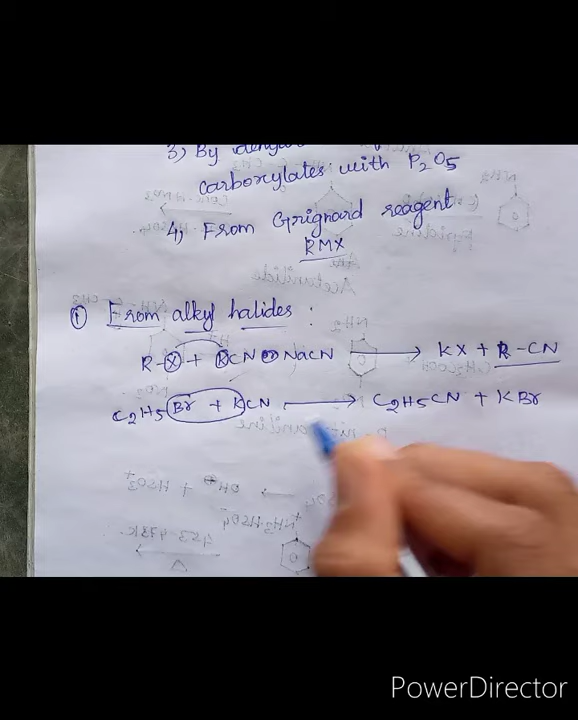 3) By
carboxylates with P2O5
4) From Grignard reagent
RMX
① From alkyl halides :
R-X + KCN or NaCN → KX + R-CN
C2H5Br + KCN → C2H5CN + KBr
PowerDirector